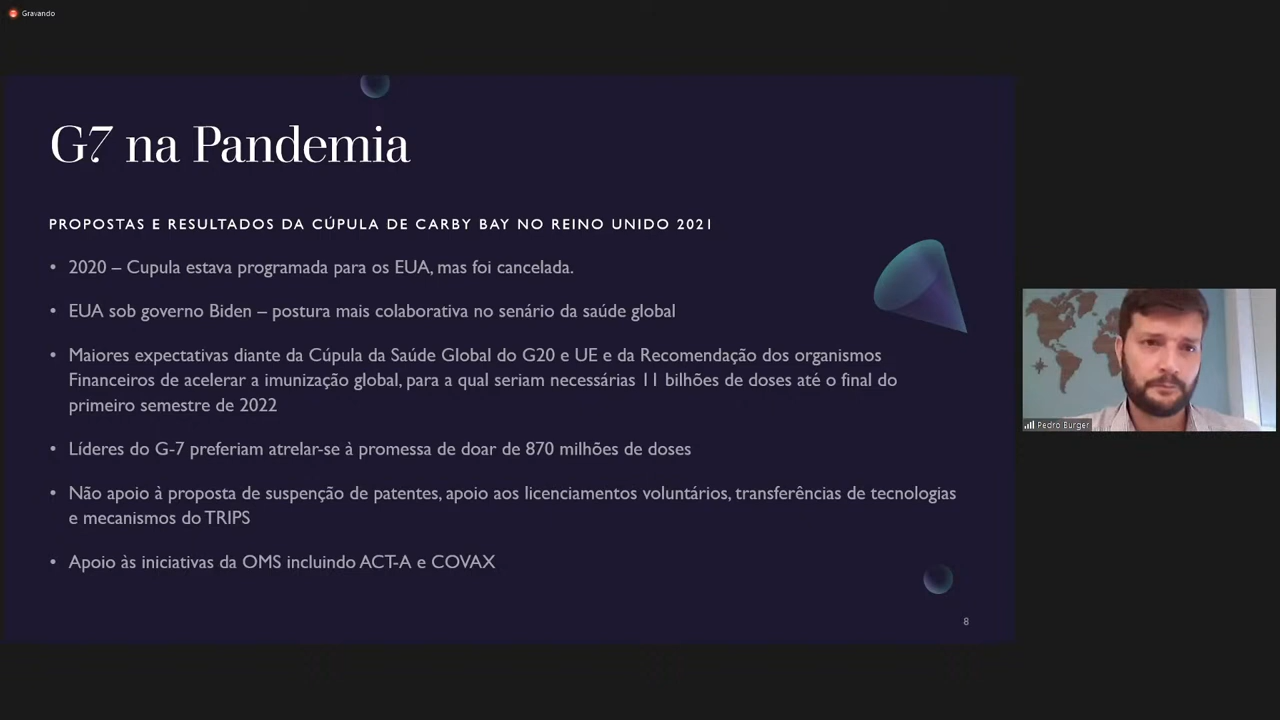 Gravando
G7 na Pandemia
PROPOSTAS E RESULTADOS DA CÚPULA DE CARBY BAY NO REINO UNIDO 2021
• 2020 – Cupula estava programada para os EUA, mas foi cancelada.
• EUA sob governo Biden – postura mais colaborativa no senário da saúde global
• Maiores expectativas diante da Cúpula da Saúde Global do G20 e UE e da Recomendação dos organismos
Financeiros de acelerar a imunização global, para a qual seriam necessárias 11 bilhões de doses até o final do
primeiro semestre de 2022
• Líderes do G-7 preferiam atrelar-se à promessa de doar de 870 milhões de doses
• Não apoio à proposta de suspenção de patentes, apoio aos licenciamentos voluntários, transferências de tecnologias
e mecanismos do TRIPS
• Apoio às iniciativas da OMS incluindo ACT-A e COVAX
8
Pedro Burger